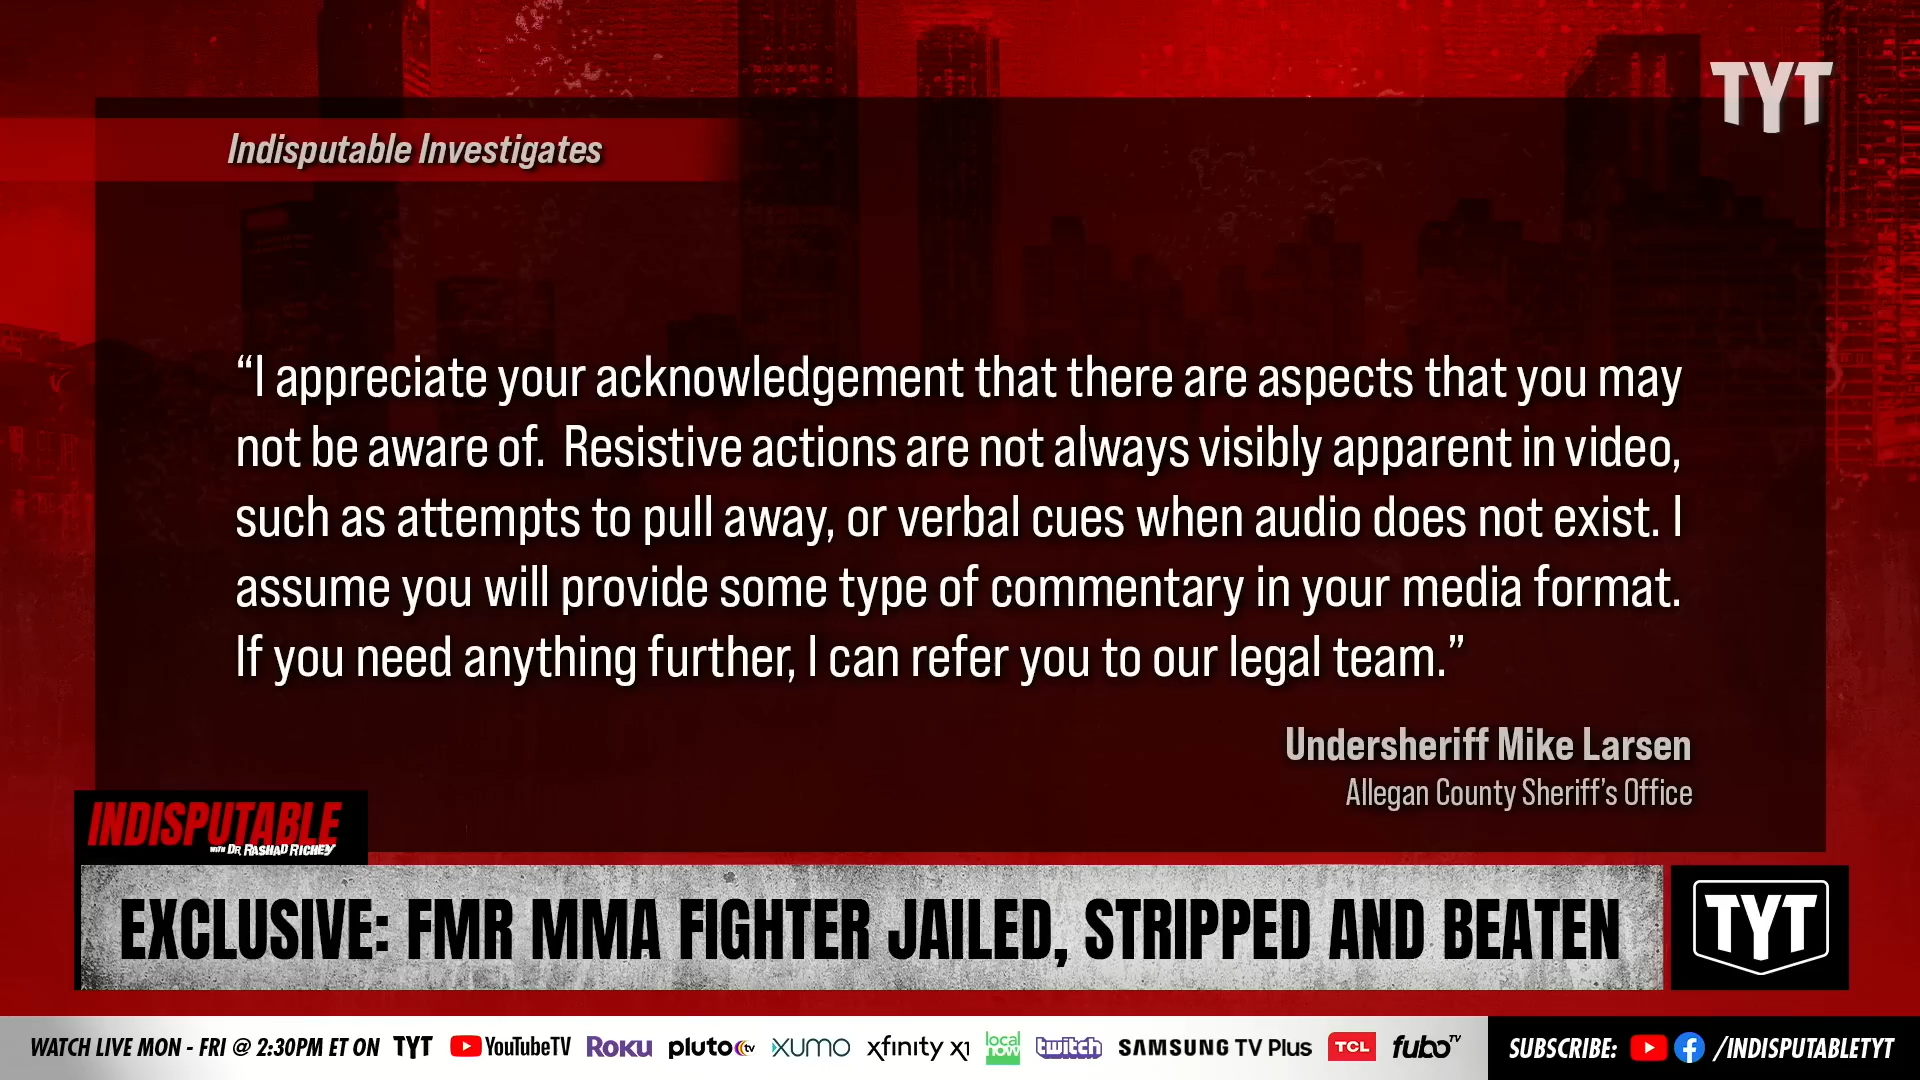 TYT
Indisputable Investigates
“I appreciate your acknowledgement that there are aspects that you may
not be aware of.  Resistive actions are not always visibly apparent in video,
such as attempts to pull away, or verbal cues when audio does not exist. I
assume you will provide some type of commentary in your media format.
If you need anything further, I can refer you to our legal team.”
Undersheriff Mike Larsen
Allegan County Sheriff’s Office
INDISPUTABLE
WITH DR RASHAD RICHEY
EXCLUSIVE: FMR MMA FIGHTER JAILED, STRIPPED AND BEATEN
TYT
WATCH LIVE MON - FRI @ 2:30PM ET ON TYT YouTubeTV ROKU pluto tv XUMO xfinity x1 local now twitch SAMSUNG TV Plus TCL fubo TV SUBSCRIBE: /INDISPUTABLETYT